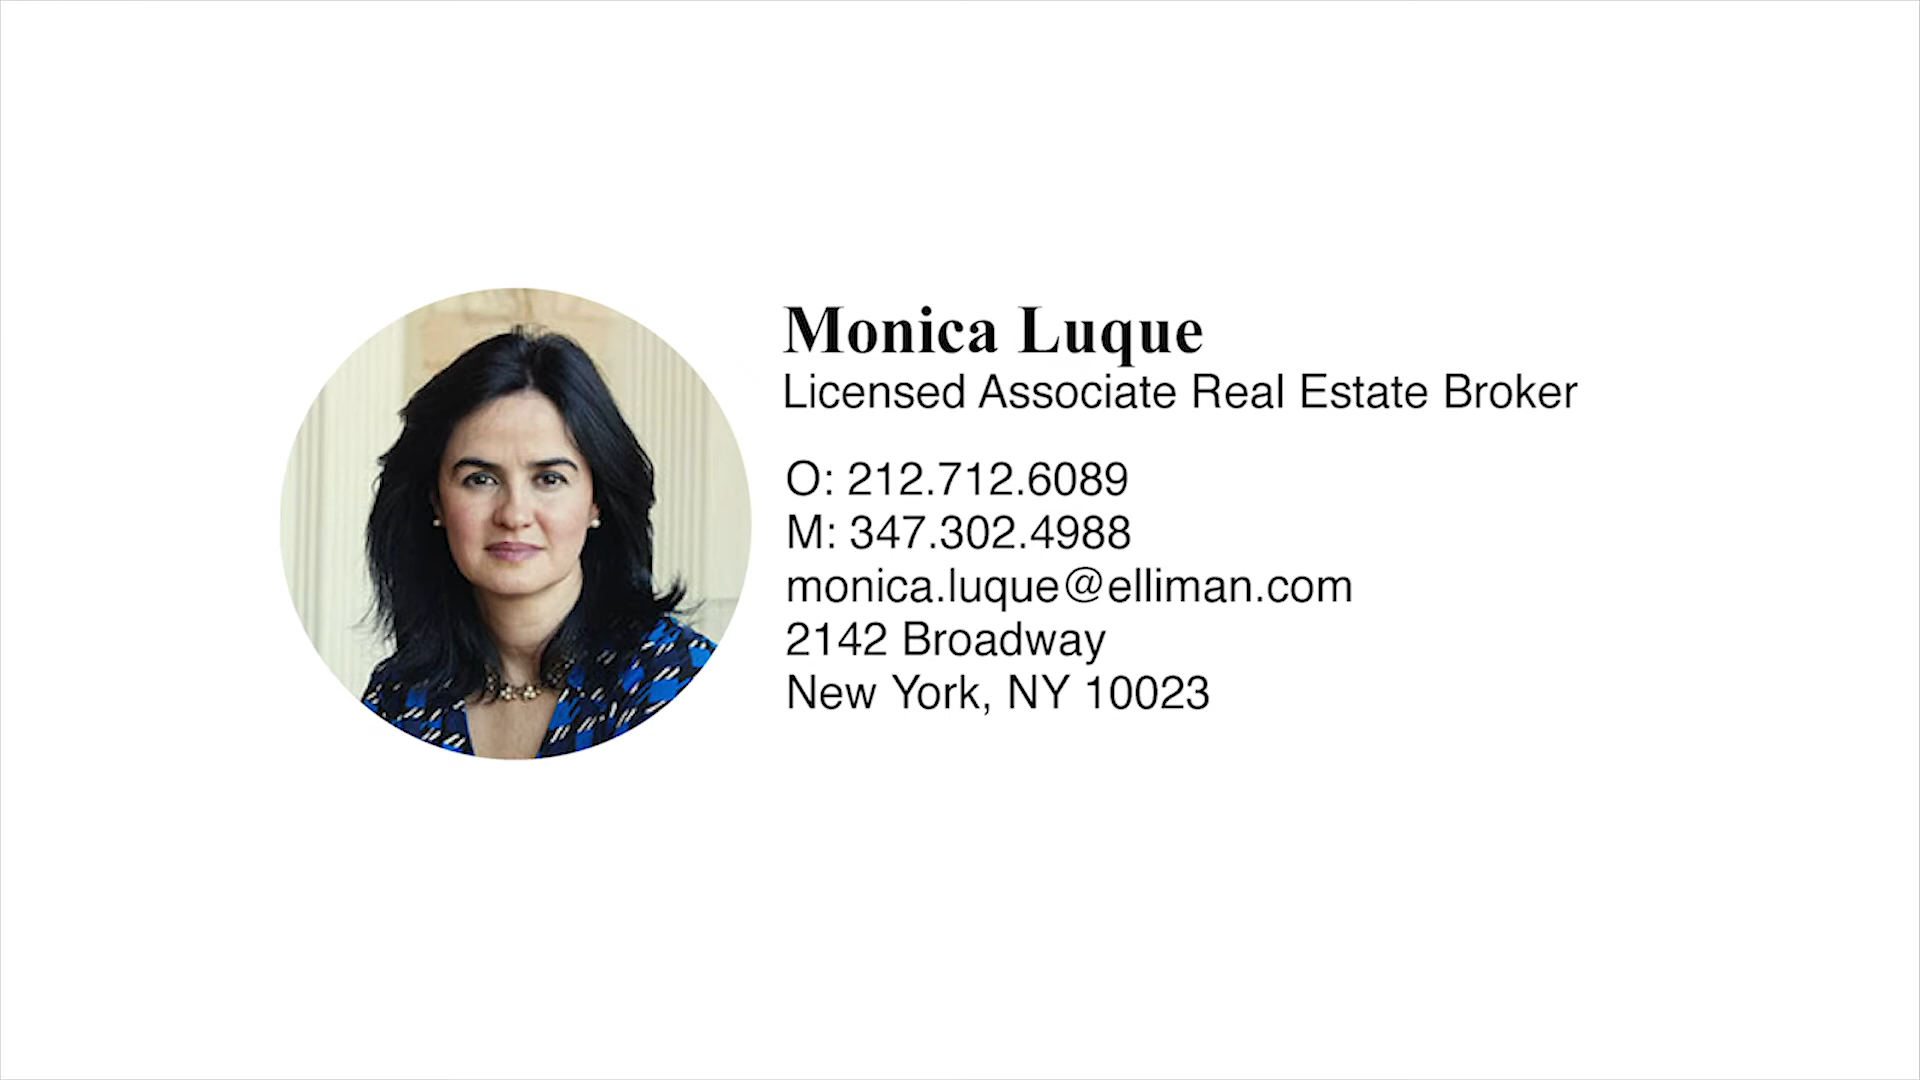 Monica Luque
Licensed Associate Real Estate Broker
O: 212.712.6089
M: 347.302.4988
monica.luque@elliman.com
2142 Broadway
New York, NY 10023